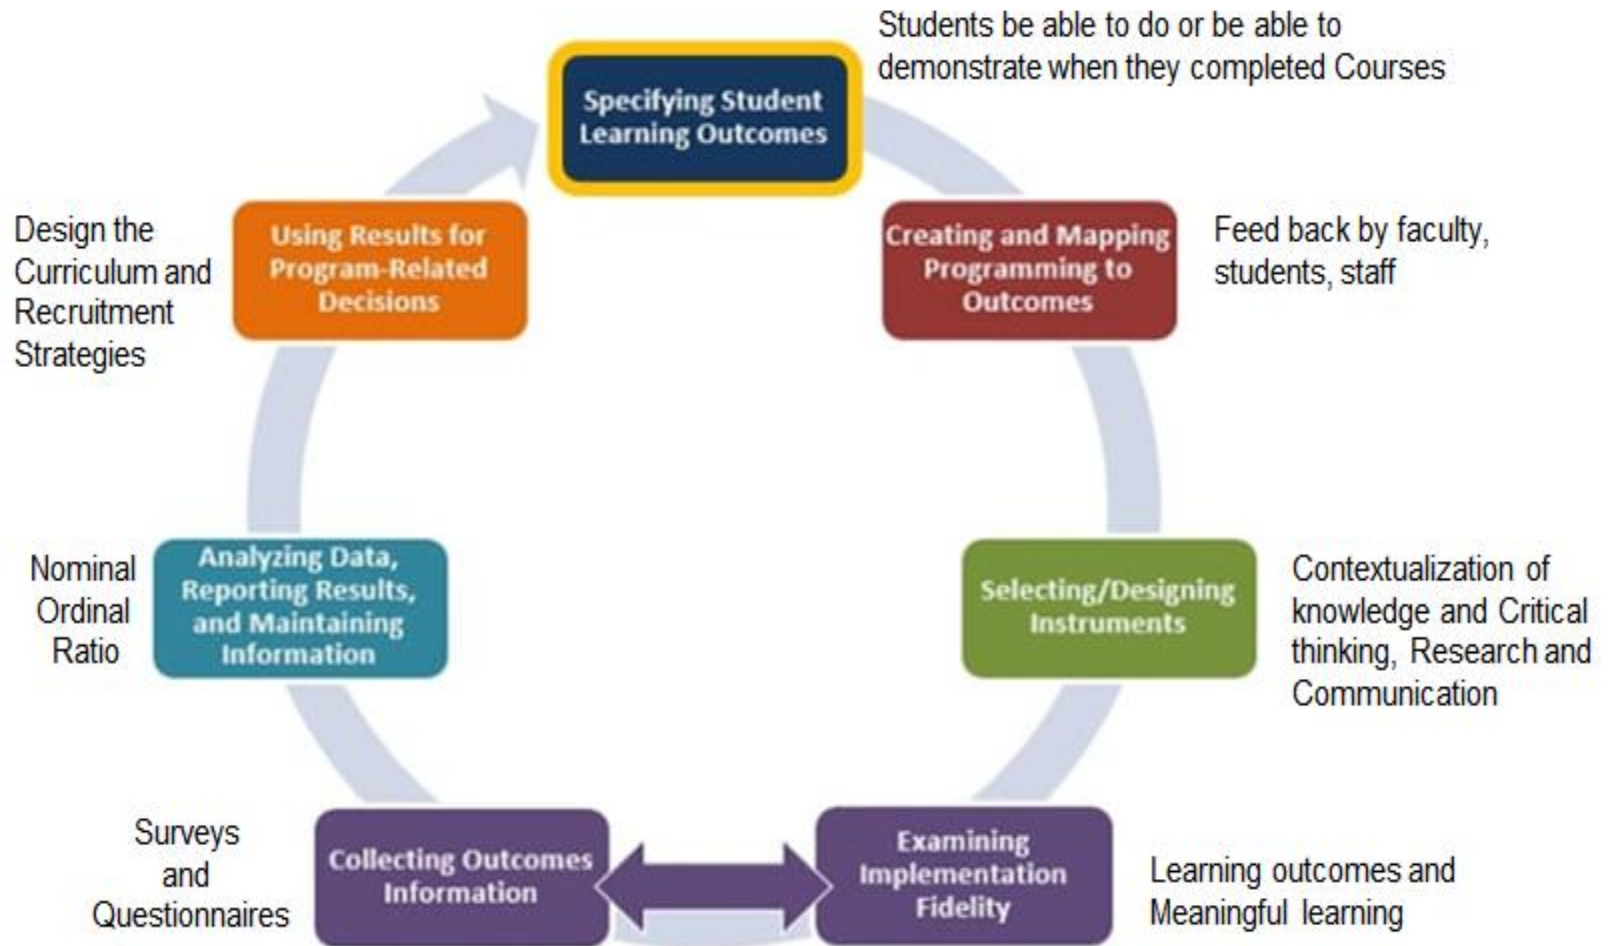 Students be able to do or be able to
demonstrate when they completed Courses
Specifying Student
Learning Outcomes
Creating and Mapping
Programming to
Outcomes
Feed back by faculty,
students, staff
Selecting/Designing
Instruments
Contextualization of
knowledge and Critical
thinking, Research and
Communication
Examining
Implementation
Fidelity
Learning outcomes and
Meaningful learning
Collecting Outcomes
Information
Surveys
and
Questionnaires
Analyzing Data,
Reporting Results,
and Maintaining
Information
Nominal
Ordinal
Ratio
Using Results for
Program-Related
Decisions
Design the
Curriculum and
Recruitment
Strategies